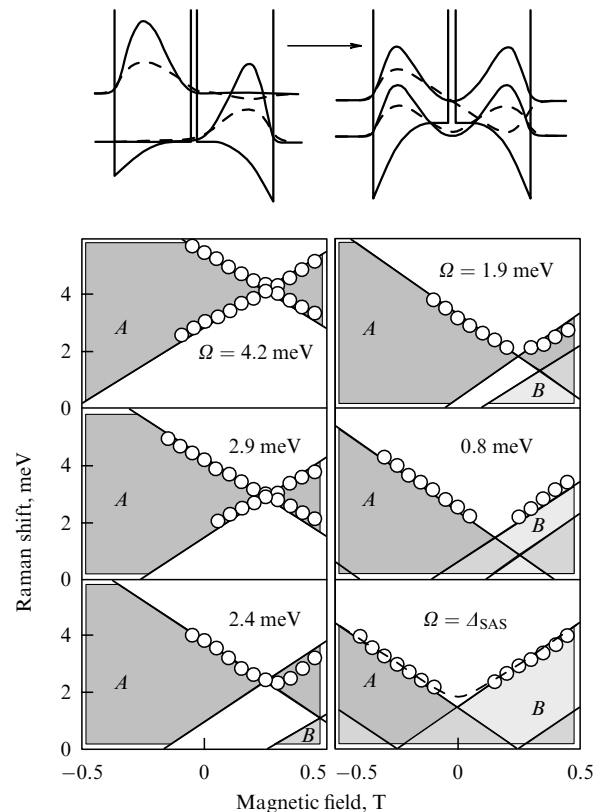 A
Ω = 4.2 meV
4
2
0
Ω = 1.9 meV
A
B
2.9 meV
A
4
2
0
0.8 meV
A
B
2.4 meV
A
B
4
2
0
Ω = Δ_SAS
A
B
−0.5 0 0.5 −0.5 0 0.5
Raman shift, meV
Magnetic field, T